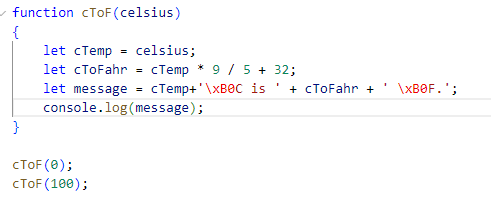 function cToF(celsius)
{
    let cTemp = celsius;
    let cToFahr = cTemp * 9 / 5 + 32;
    let message = cTemp+'\xB0C is ' + cToFahr + ' \xB0F.';
    console.log(message);
}

cToF(0);
cToF(100);